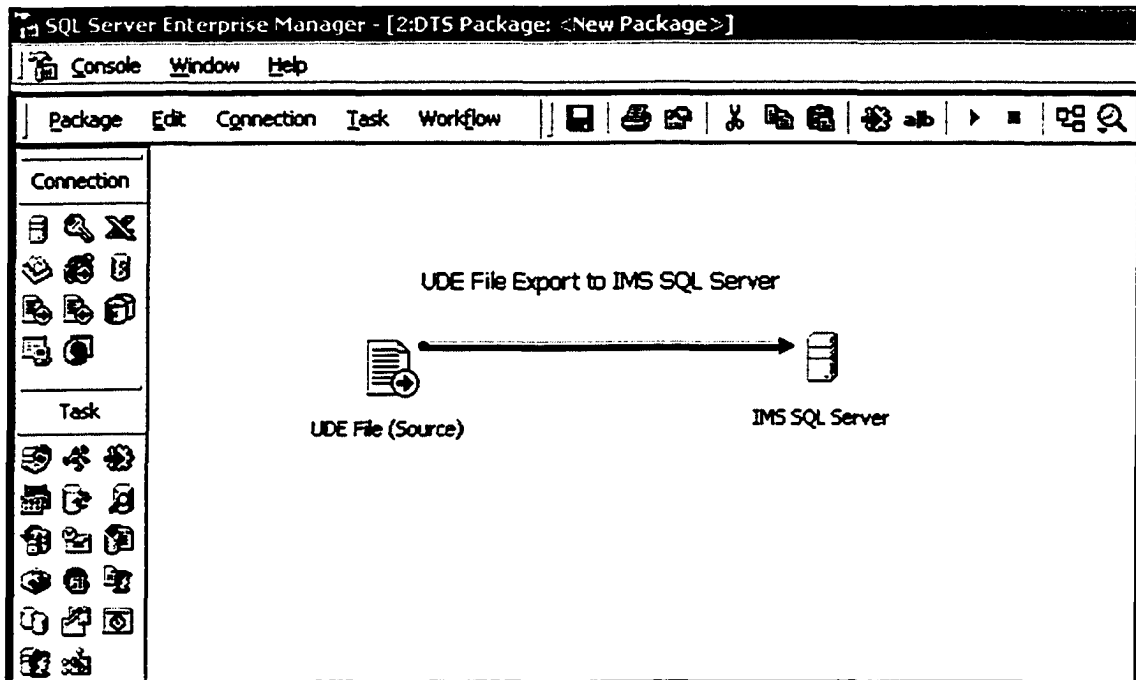 SQL Server Enterprise Manager - [2:DTS Package: <New Package>]
Console Window Help
Package Edit Connection Task Workflow
Connection
UDE File Export to IMS SQL Server
UDE File (Source)
IMS SQL Server
Task